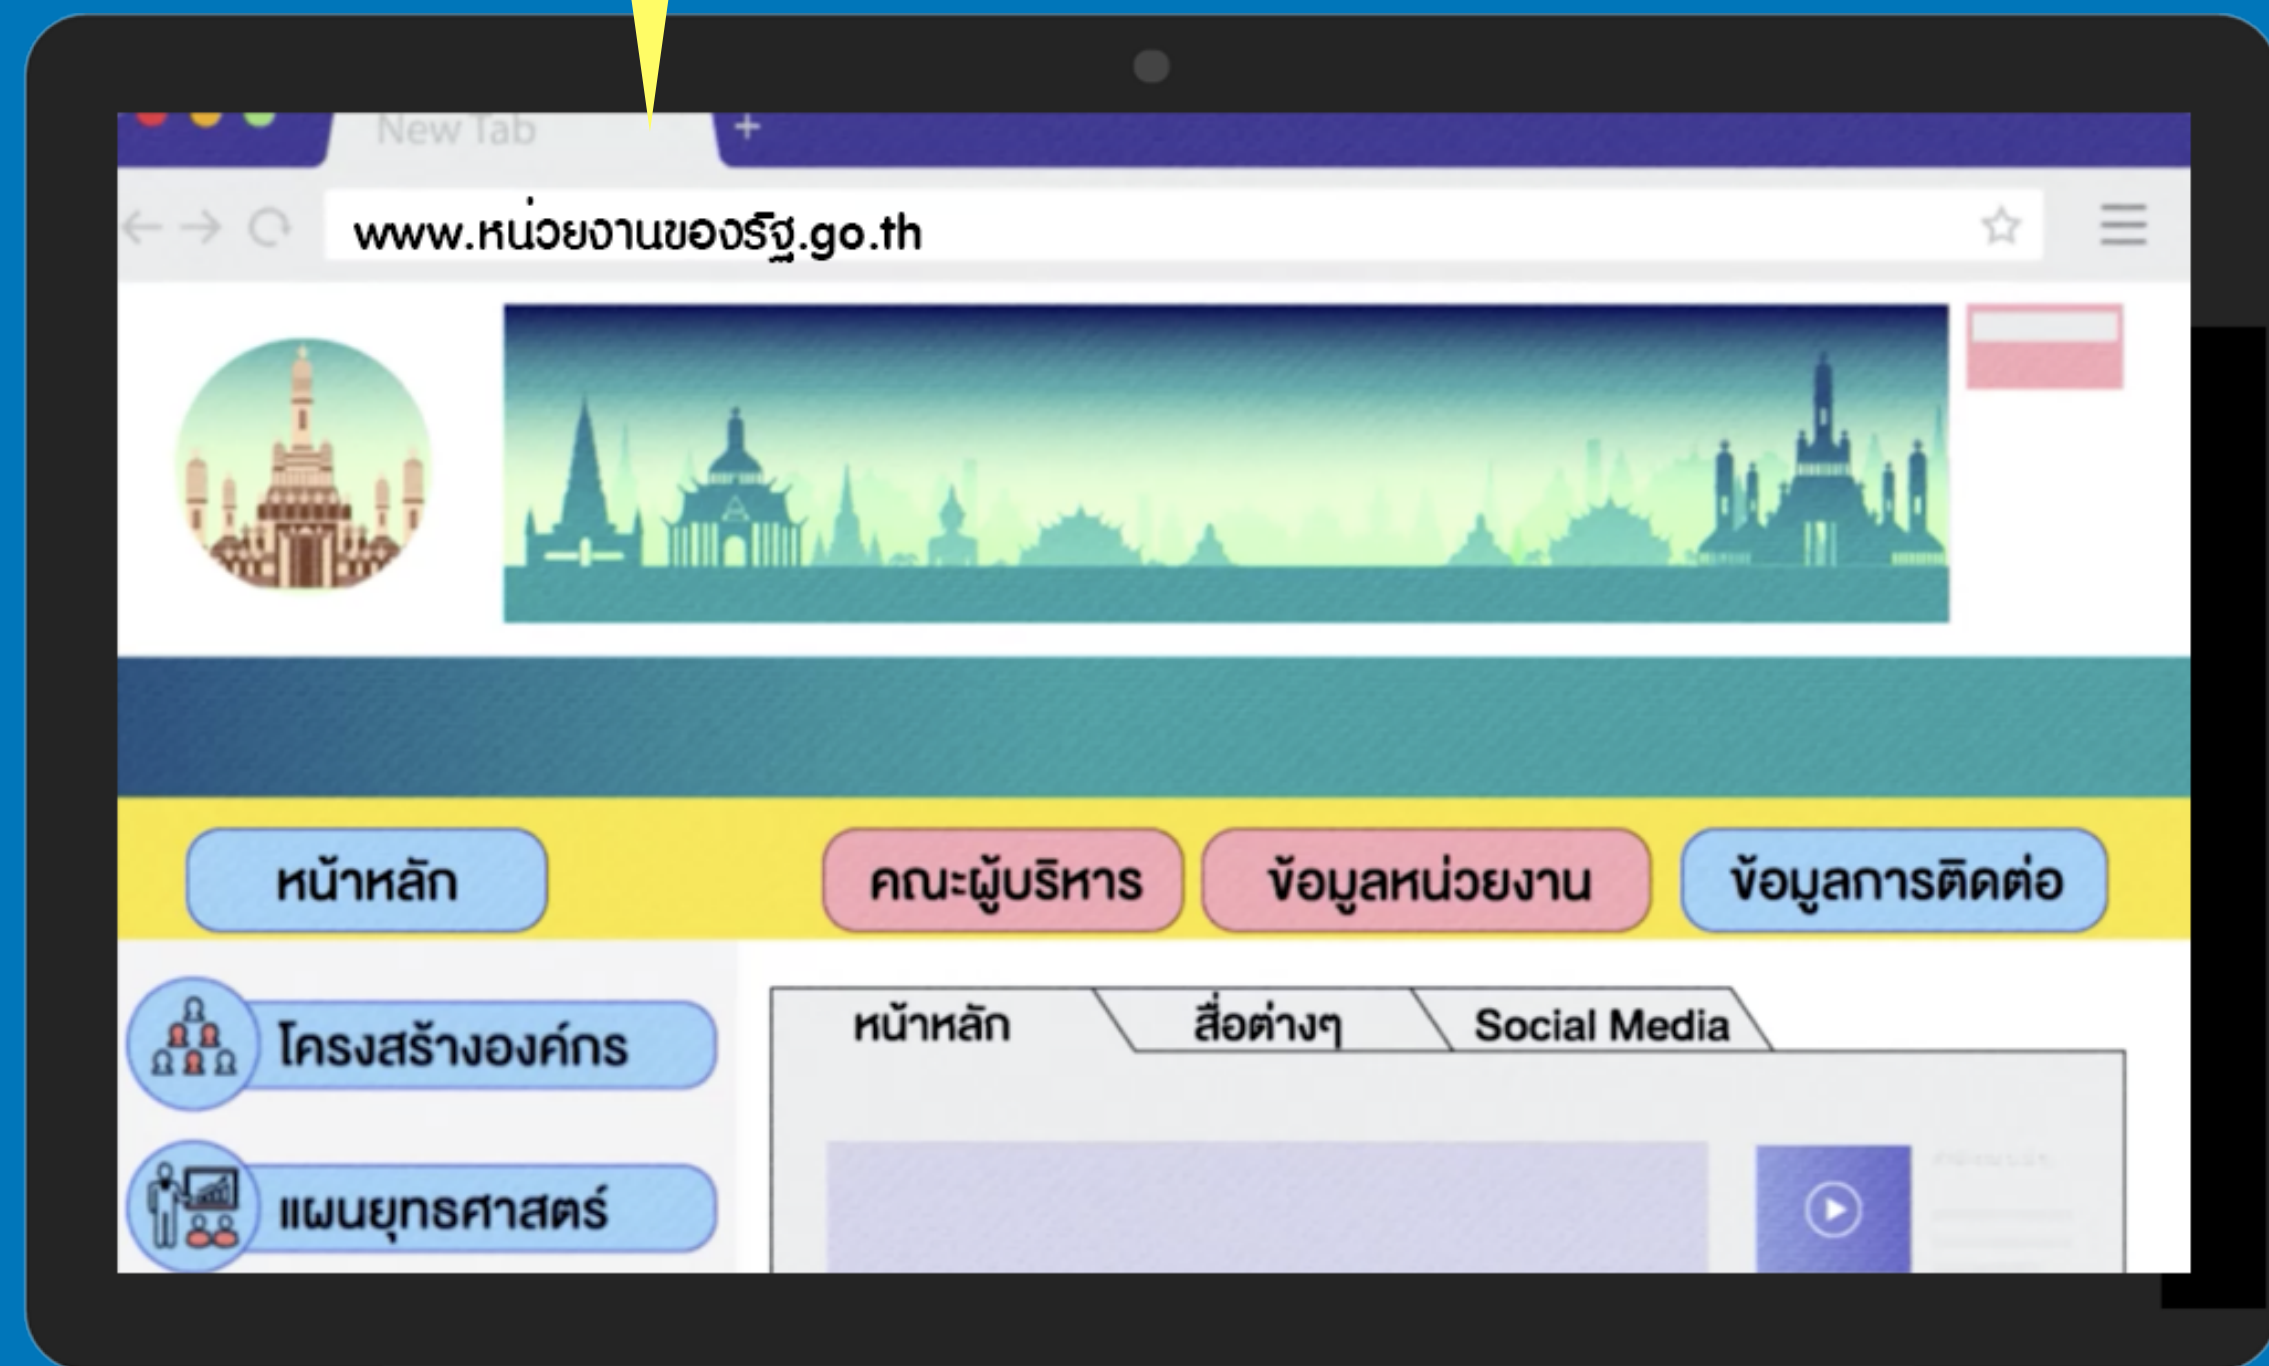 New Tab +
www.หน่วยงานของรัฐ.go.th
หน้าหลัก คณะผู้บริหาร ข้อมูลหน่วยงาน ข้อมูลการติดต่อ
หน้าหลัก สื่อต่างๆ Social Media
โครงสร้างองค์กร
แผนยุทธศาสตร์